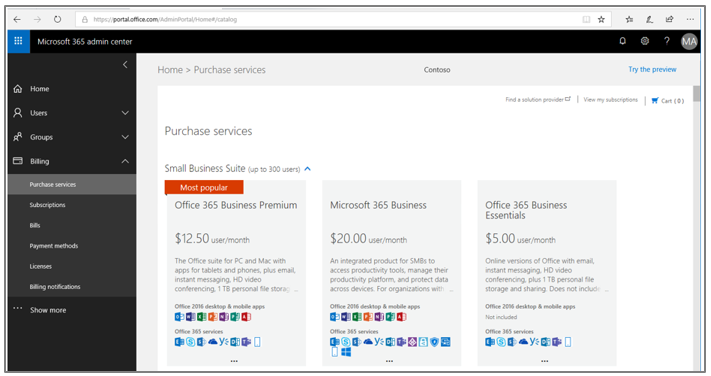 https://portal.office.com/AdminPortal/Home#/catalog
Microsoft 365 admin center
MA
Home > Purchase services
Contoso
Try the preview
Home
Users
Groups
Billing
Purchase services
Subscriptions
Bills
Payment methods
Licenses
Billing notifications
Show more
Find a solution provider | View my subscriptions | Cart ( 0 )
Purchase services
Small Business Suite (up to 300 users)
Most popular
Office 365 Business Premium
$12.50 user/month
The Office suite for PC and Mac with
apps for tablets and phones, plus email,
instant messaging, HD video
conferencing, 1 TB personal file storag ...
Office 2016 desktop & mobile apps
Office 365 services
...
Microsoft 365 Business
$20.00 user/month
An integrated product for SMBs to
access productivity tools, manage their
productivity platform, and protect data
across devices. For organizations with ...
Office 2016 desktop & mobile apps
Office 365 services
...
Office 365 Business
Essentials
$5.00 user/month
Online versions of Office with email,
instant messaging, HD video
conferencing, plus 1 TB personal file
storage and sharing. Does not include ...
Office 2016 desktop & mobile apps
Not included
Office 365 services
...